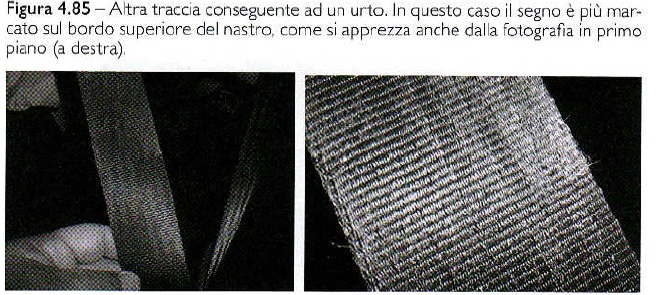 Figura 4.85 – Altra traccia conseguente ad un urto. In questo caso il segno è più mar-
cato sul bordo superiore del nastro, come si apprezza anche dalla fotografia in primo
piano (a destra).